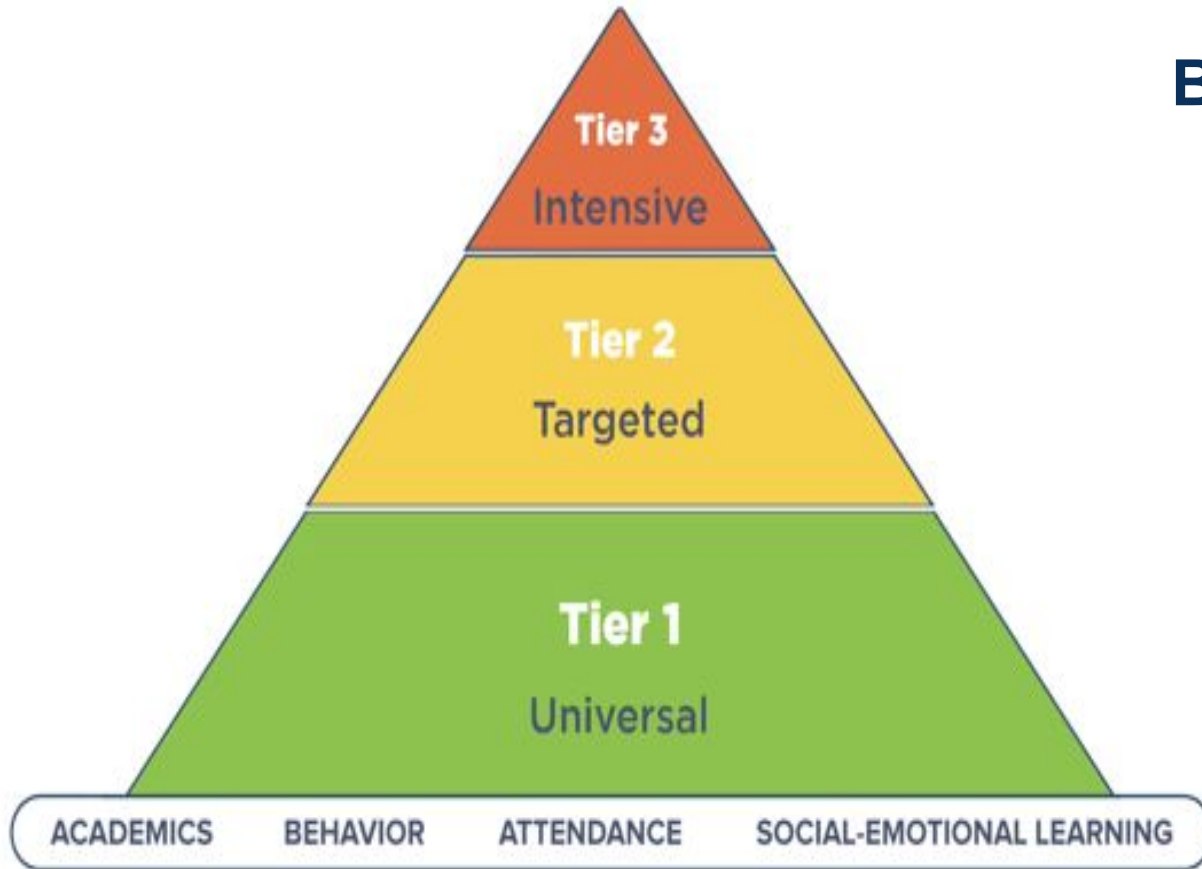 B
Tier 3
Intensive
Tier 2
Targeted
Tier 1
Universal
ACADEMICS BEHAVIOR ATTENDANCE SOCIAL-EMOTIONAL LEARNING